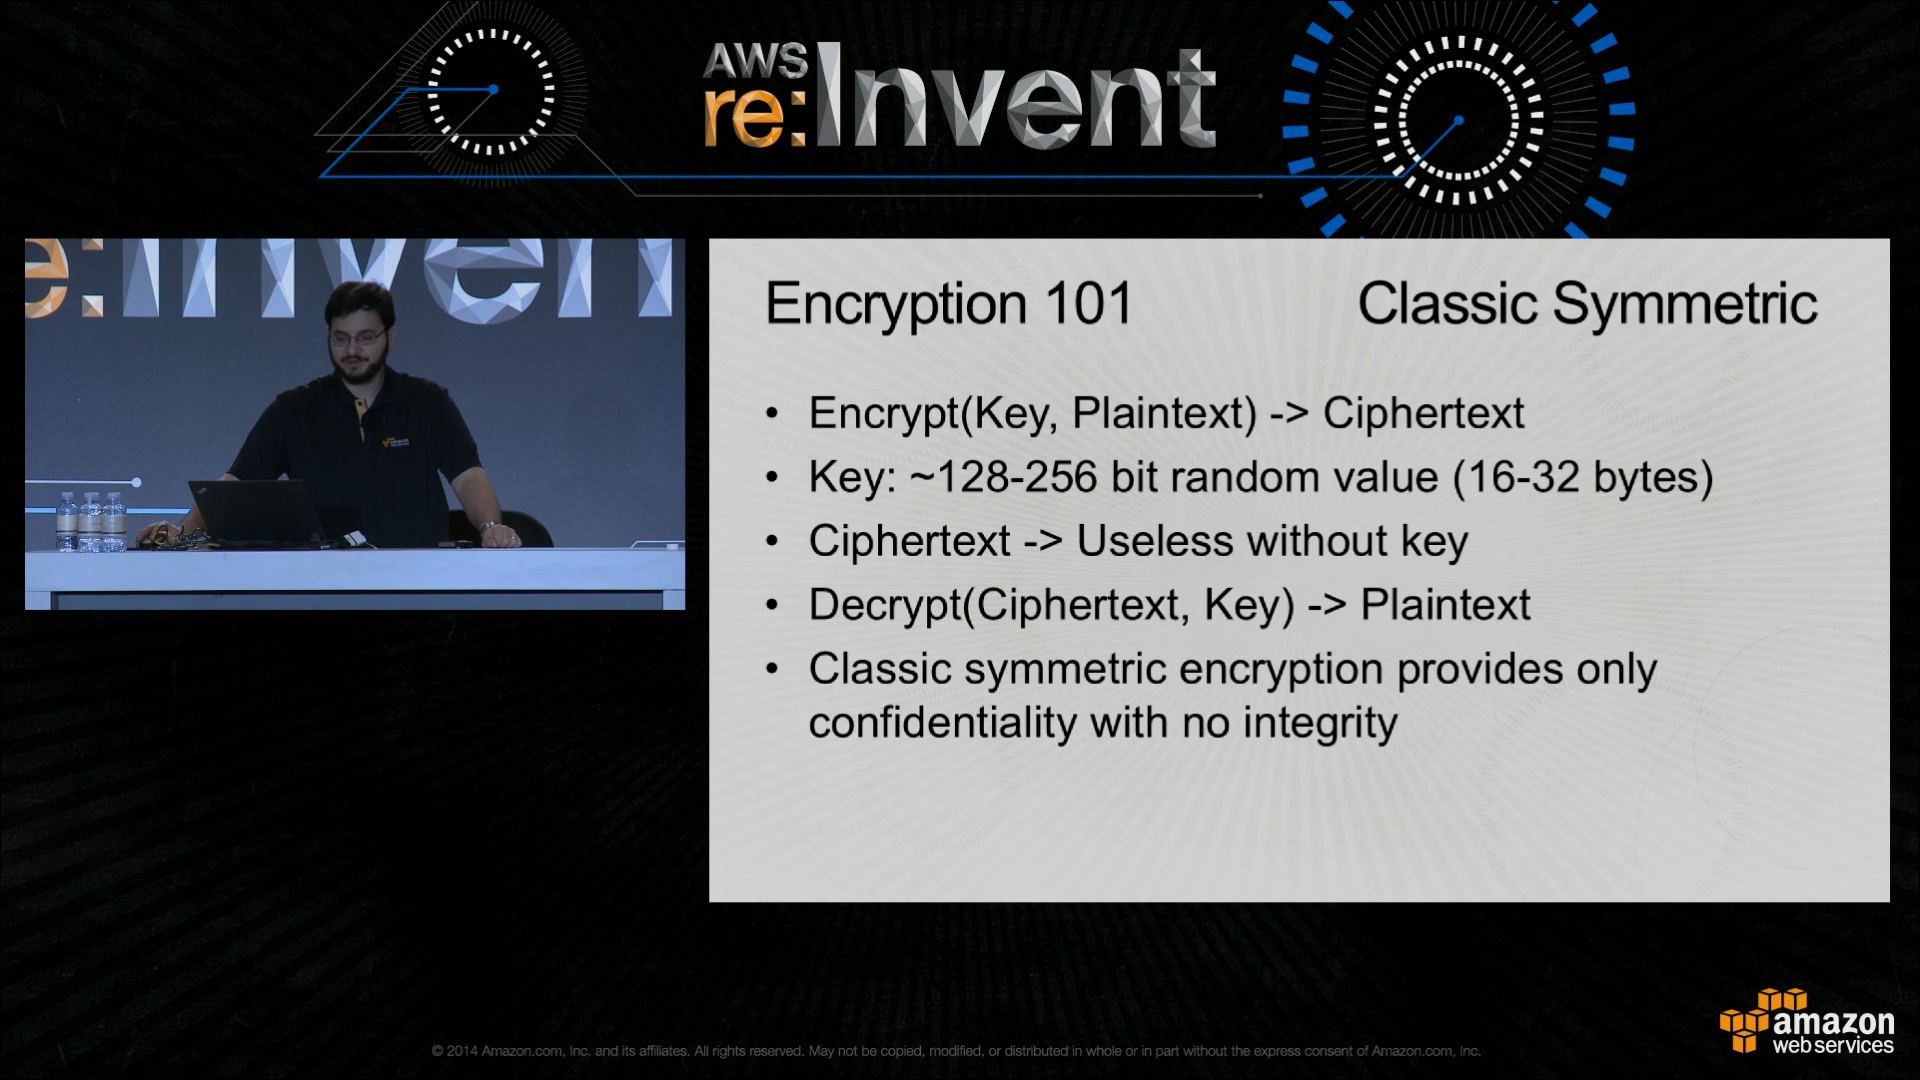 AWS
re:Invent
e:Inven
Encryption 101
Classic Symmetric
• Encrypt(Key, Plaintext) -> Ciphertext
• Key: ~128-256 bit random value (16-32 bytes)
• Ciphertext -> Useless without key
• Decrypt(Ciphertext, Key) -> Plaintext
• Classic symmetric encryption provides only
confidentiality with no integrity
amazon
amazon
web services
© 2014 Amazon.com, Inc. and its affiliates. All rights reserved. May not be copied, modified, or distributed in whole or in part without the express consent of Amazon.com, Inc.